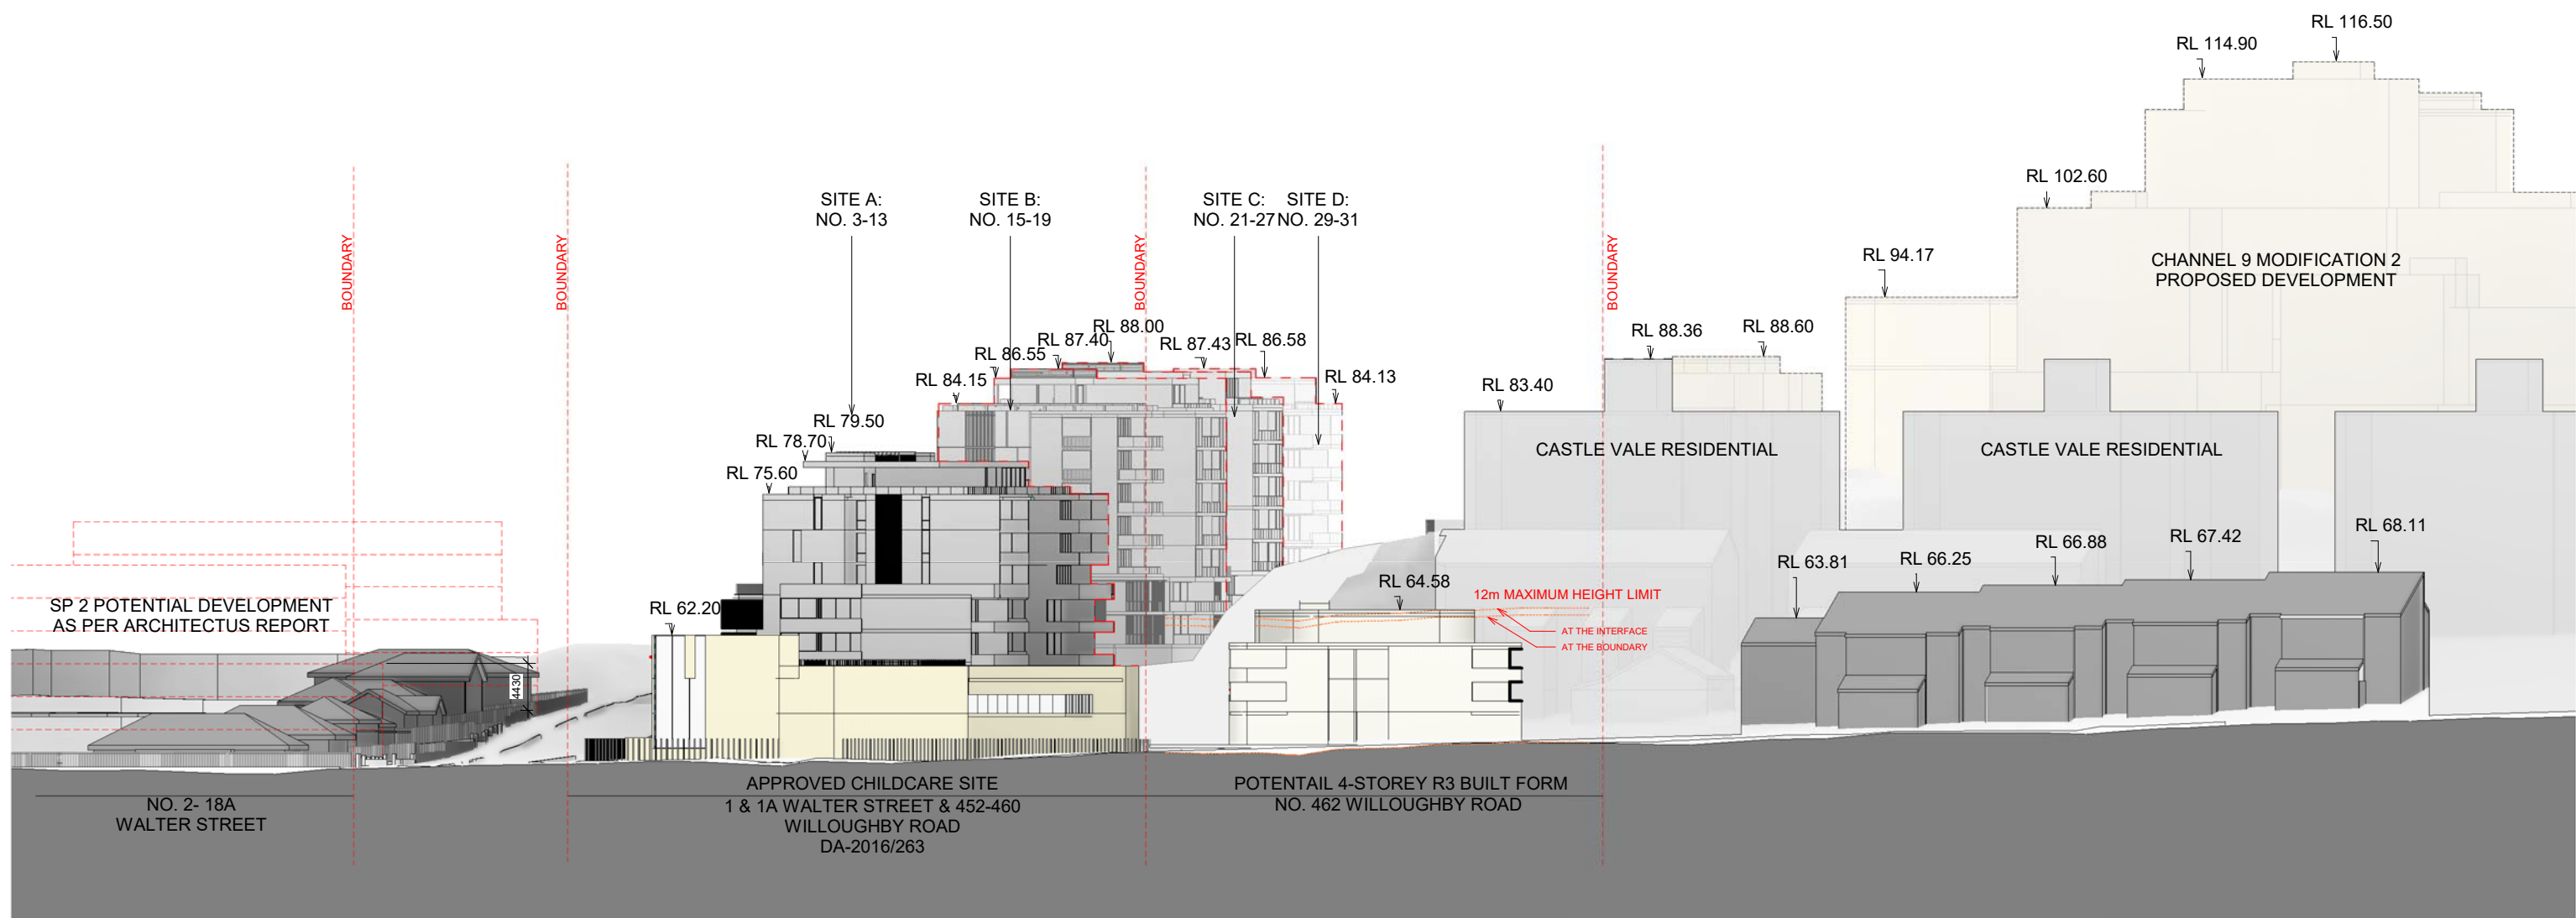 RL 116.50
RL 114.90
RL 102.60
SITE A:
NO. 3-13
SITE B:
NO. 15-19
SITE C:
NO. 21-27
SITE D:
NO. 29-31
BOUNDARY
BOUNDARY
BOUNDARY
BOUNDARY
RL 94.17
CHANNEL 9 MODIFICATION 2
PROPOSED DEVELOPMENT
RL 88.00
RL 87.40
RL 86.55
RL 84.15
RL 87.43
RL 86.58
RL 84.13
RL 88.36
RL 88.60
RL 83.40
RL 79.50
RL 78.70
RL 75.60
CASTLE VALE RESIDENTIAL
CASTLE VALE RESIDENTIAL
RL 68.11
RL 67.42
RL 66.88
RL 66.25
RL 63.81
RL 64.58
12m MAXIMUM HEIGHT LIMIT
AT THE INTERFACE
AT THE BOUNDARY
SP 2 POTENTIAL DEVELOPMENT
AS PER ARCHITECTUS REPORT
RL 62.20
4430
NO. 2- 18A
WALTER STREET
APPROVED CHILDCARE SITE
1 & 1A WALTER STREET & 452-460
WILLOUGHBY ROAD
DA-2016/263
POTENTAIL 4-STOREY R3 BUILT FORM
NO. 462 WILLOUGHBY ROAD